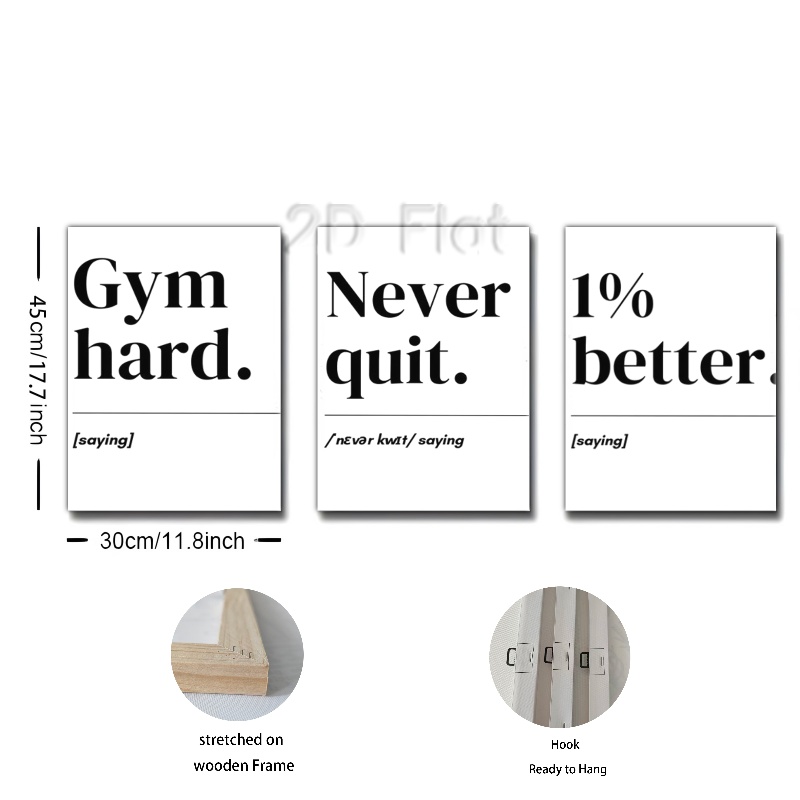 2D Flat
Gym
hard.
[saying]
Never
quit.
/ˈnɛvər kwɪt/ saying
1%
better.
[saying]
45cm/17.7inch
30cm/11.8inch
stretched on
wooden Frame
Hook
Ready to Hang